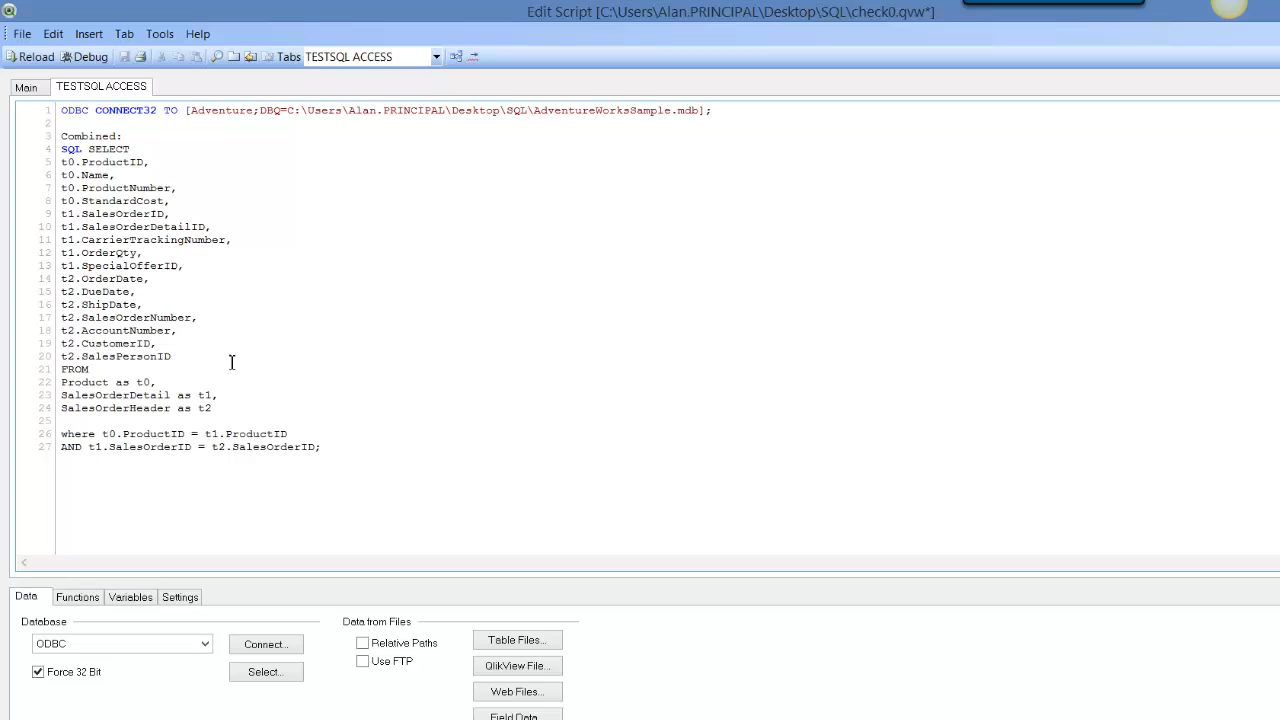 Edit Script [C:\Users\Alan.PRINCIPAL\Desktop\SQL\check0.qvw*]
File Edit Insert Tab Tools Help
Reload Debug Tabs TESTSQL ACCESS
Main TESTSQL ACCESS
1 ODBC CONNECT32 TO [Adventure;DBQ=C:\Users\Alan.PRINCIPAL\Desktop\SQL\AdventureWorksSample.mdb];
2
3 Combined:
4 SQL SELECT
5 t0.ProductID,
6 t0.Name,
7 t0.ProductNumber,
8 t0.StandardCost,
9 t1.SalesOrderID,
10 t1.SalesOrderDetailID,
11 t1.CarrierTrackingNumber,
12 t1.OrderQty,
13 t1.SpecialOfferID,
14 t2.OrderDate,
15 t2.DueDate,
16 t2.ShipDate,
17 t2.SalesOrderNumber,
18 t2.AccountNumber,
19 t2.CustomerID,
20 t2.SalesPersonID
21 FROM
22 Product as t0,
23 SalesOrderDetail as t1,
24 SalesOrderHeader as t2
25
26 where t0.ProductID = t1.ProductID
27 AND t1.SalesOrderID = t2.SalesOrderID;
Data Functions Variables Settings
Database Data from Files
ODBC Connect... Relative Paths Table Files...
Force 32 Bit Select... Use FTP QlikView File...
Web Files...
Field Data...